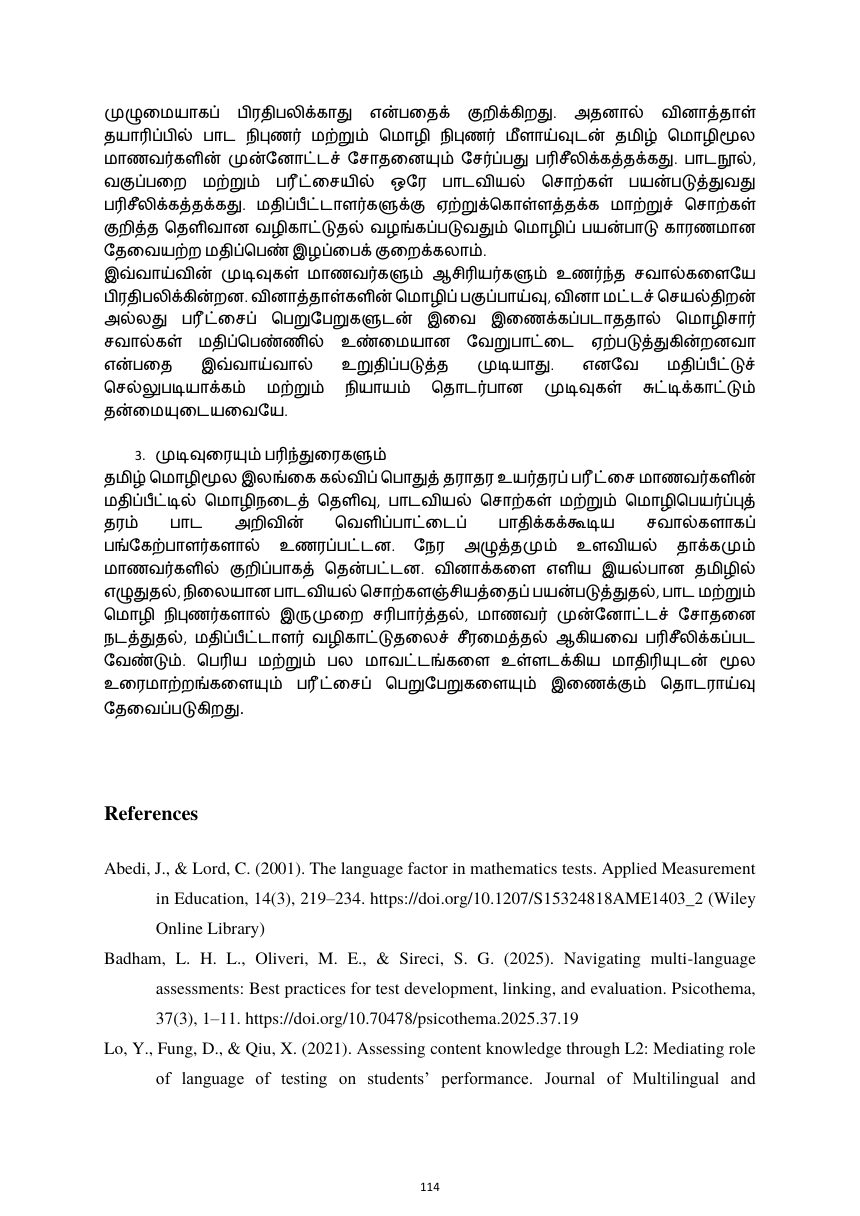 முழுமையாகப் பிரதிபலிக்காது என்பதைக் குறிக்கிறது. அதனால் வினாத்தாள்
தயாரிப்பில் பாட நிபுணர் மற்றும் மொழி நிபுணர் மீளாய்வுடன் தமிழ் மொழிமூல
மாணவர்களின் முன்னோட்டச் சோதனையும் சேர்ப்பது பரிசீலிக்கத்தக்கது. பாடநூல்,
வகுப்பறை மற்றும் பரீட்சையில் ஒரே பாடவியல் சொற்கள் பயன்படுத்துவது
பரிசீலிக்கத்தக்கது. மதிப்பீட்டாளர்களுக்கு ஏற்றுக்கொள்ளத்தக்க மாற்றுச் சொற்கள்
குறித்த தெளிவான வழிகாட்டுதல் வழங்கப்படுவதும் மொழிப் பயன்பாடு காரணமான
தேவையற்ற மதிப்பெண் இழப்பைக் குறைக்கலாம்.
இவ்வாய்வின் முடிவுகள் மாணவர்களும் ஆசிரியர்களும் உணர்ந்த சவால்களையே
பிரதிபலிக்கின்றன. வினாத்தாள்களின் மொழிப் பகுப்பாய்வு, வினா மட்டச் செயல்திறன்
அல்லது பரீட்சைப் பெறுபேறுகளுடன் இவை இணைக்கப்படாததால் மொழிசார்
சவால்கள் மதிப்பெண்ணில் உண்மையான வேறுபாட்டை ஏற்படுத்துகின்றனவா
என்பதை இவ்வாய்வால் உறுதிப்படுத்த முடியாது. எனவே மதிப்பீட்டுச்
செல்லுபடியாக்கம் மற்றும் நியாயம் தொடர்பான முடிவுகள் சுட்டிக்காட்டும்
தன்மையுடையவையே.
3. முடிவுரையும் பரிந்துரைகளும்
தமிழ் மொழிமூல இலங்கை கல்விப் பொதுத் தராதர உயர்தரப் பரீட்சை மாணவர்களின்
மதிப்பீட்டில் மொழிநடைத் தெளிவு, பாடவியல் சொற்கள் மற்றும் மொழிபெயர்ப்புத்
தரம் பாட அறிவின் வெளிப்பாட்டைப் பாதிக்கக்கூடிய சவால்களாகப்
பங்கேற்பாளர்களால் உணரப்பட்டன. நேர அழுத்தமும் உளவியல் தாக்கமும்
மாணவர்களில் குறிப்பாகத் தென்பட்டன. வினாக்களை எளிய இயல்பான தமிழில்
எழுதுதல், நிலையான பாடவியல் சொற்களஞ்சியத்தைப் பயன்படுத்துதல், பாட மற்றும்
மொழி நிபுணர்களால் இருமுறை சரிபார்த்தல், மாணவர் முன்னோட்டச் சோதனை
நடத்துதல், மதிப்பீட்டாளர் வழிகாட்டுதலைச் சீரமைத்தல் ஆகியவை பரிசீலிக்கப்பட
வேண்டும். பெரிய மற்றும் பல மாவட்டங்களை உள்ளடக்கிய மாதிரியுடன் மூல
உரைமாற்றங்களையும் பரீட்சைப் பெறுபேறுகளையும் இணைக்கும் தொடராய்வு
தேவைப்படுகிறது.
References
Abedi, J., & Lord, C. (2001). The language factor in mathematics tests. Applied Measurement
in Education, 14(3), 219–234. https://doi.org/10.1207/S15324818AME1403_2 (Wiley
Online Library)
Badham, L. H. L., Oliveri, M. E., & Sireci, S. G. (2025). Navigating multi-language
assessments: Best practices for test development, linking, and evaluation. Psicothema,
37(3), 1–11. https://doi.org/10.70478/psicothema.2025.37.19
Lo, Y., Fung, D., & Qiu, X. (2021). Assessing content knowledge through L2: Mediating role
of language of testing on students’ performance. Journal of Multilingual and
114